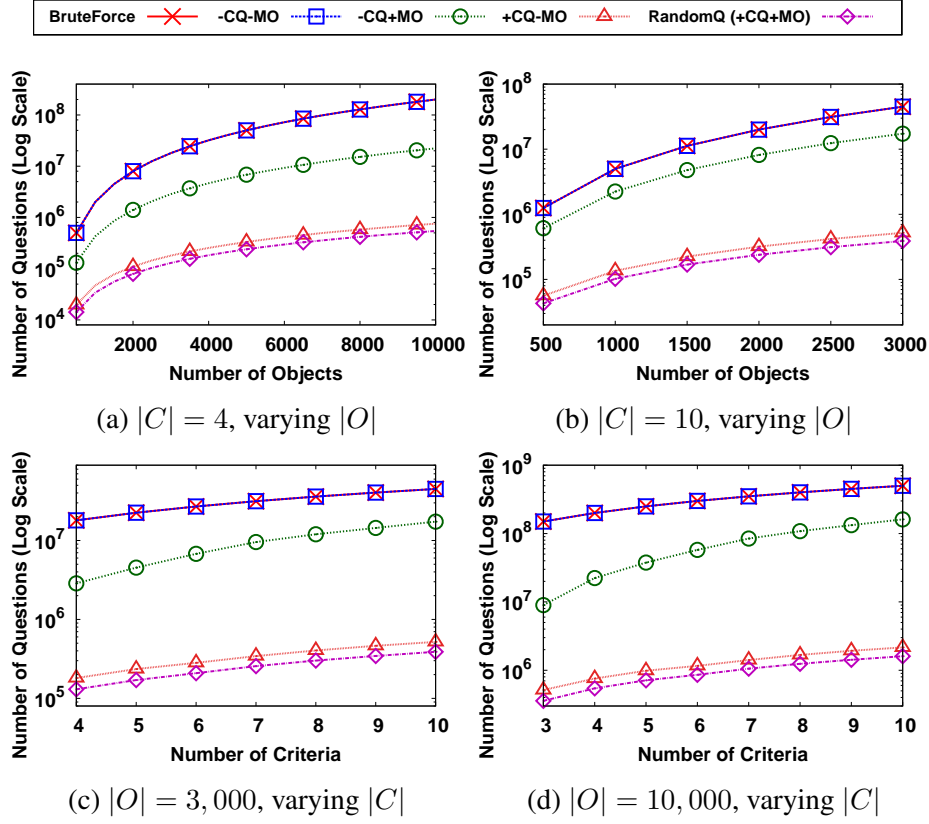 BruteForce -CQ-MO -CQ+MO +CQ-MO RandomQ (+CQ+MO)
Number of Questions (Log Scale)
10^8
10^7
10^6
10^5
10^4
2000 4000 6000 8000 10000
Number of Objects
(a) |C| = 4, varying |O|
Number of Questions (Log Scale)
10^8
10^7
10^6
10^5
500 1000 1500 2000 2500 3000
Number of Objects
(b) |C| = 10, varying |O|
Number of Questions (Log Scale)
10^7
10^6
10^5
4 5 6 7 8 9 10
Number of Criteria
(c) |O| = 3, 000, varying |C|
Number of Questions (Log Scale)
10^9
10^8
10^7
10^6
3 4 5 6 7 8 9 10
Number of Criteria
(d) |O| = 10, 000, varying |C|